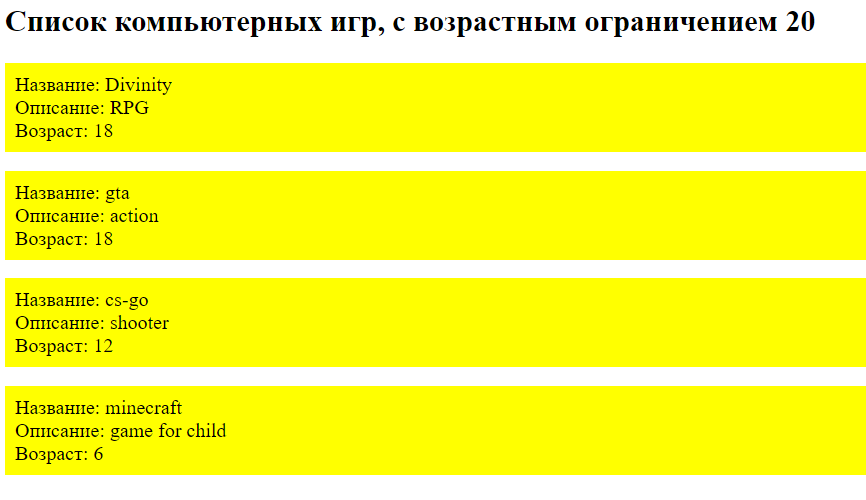 Список компьютерных игр, с возрастным ограничением 20
Название: Divinity
Описание: RPG
Возраст: 18
Название: gta
Описание: action
Возраст: 18
Название: cs-go
Описание: shooter
Возраст: 12
Название: minecraft
Описание: game for child
Возраст: 6